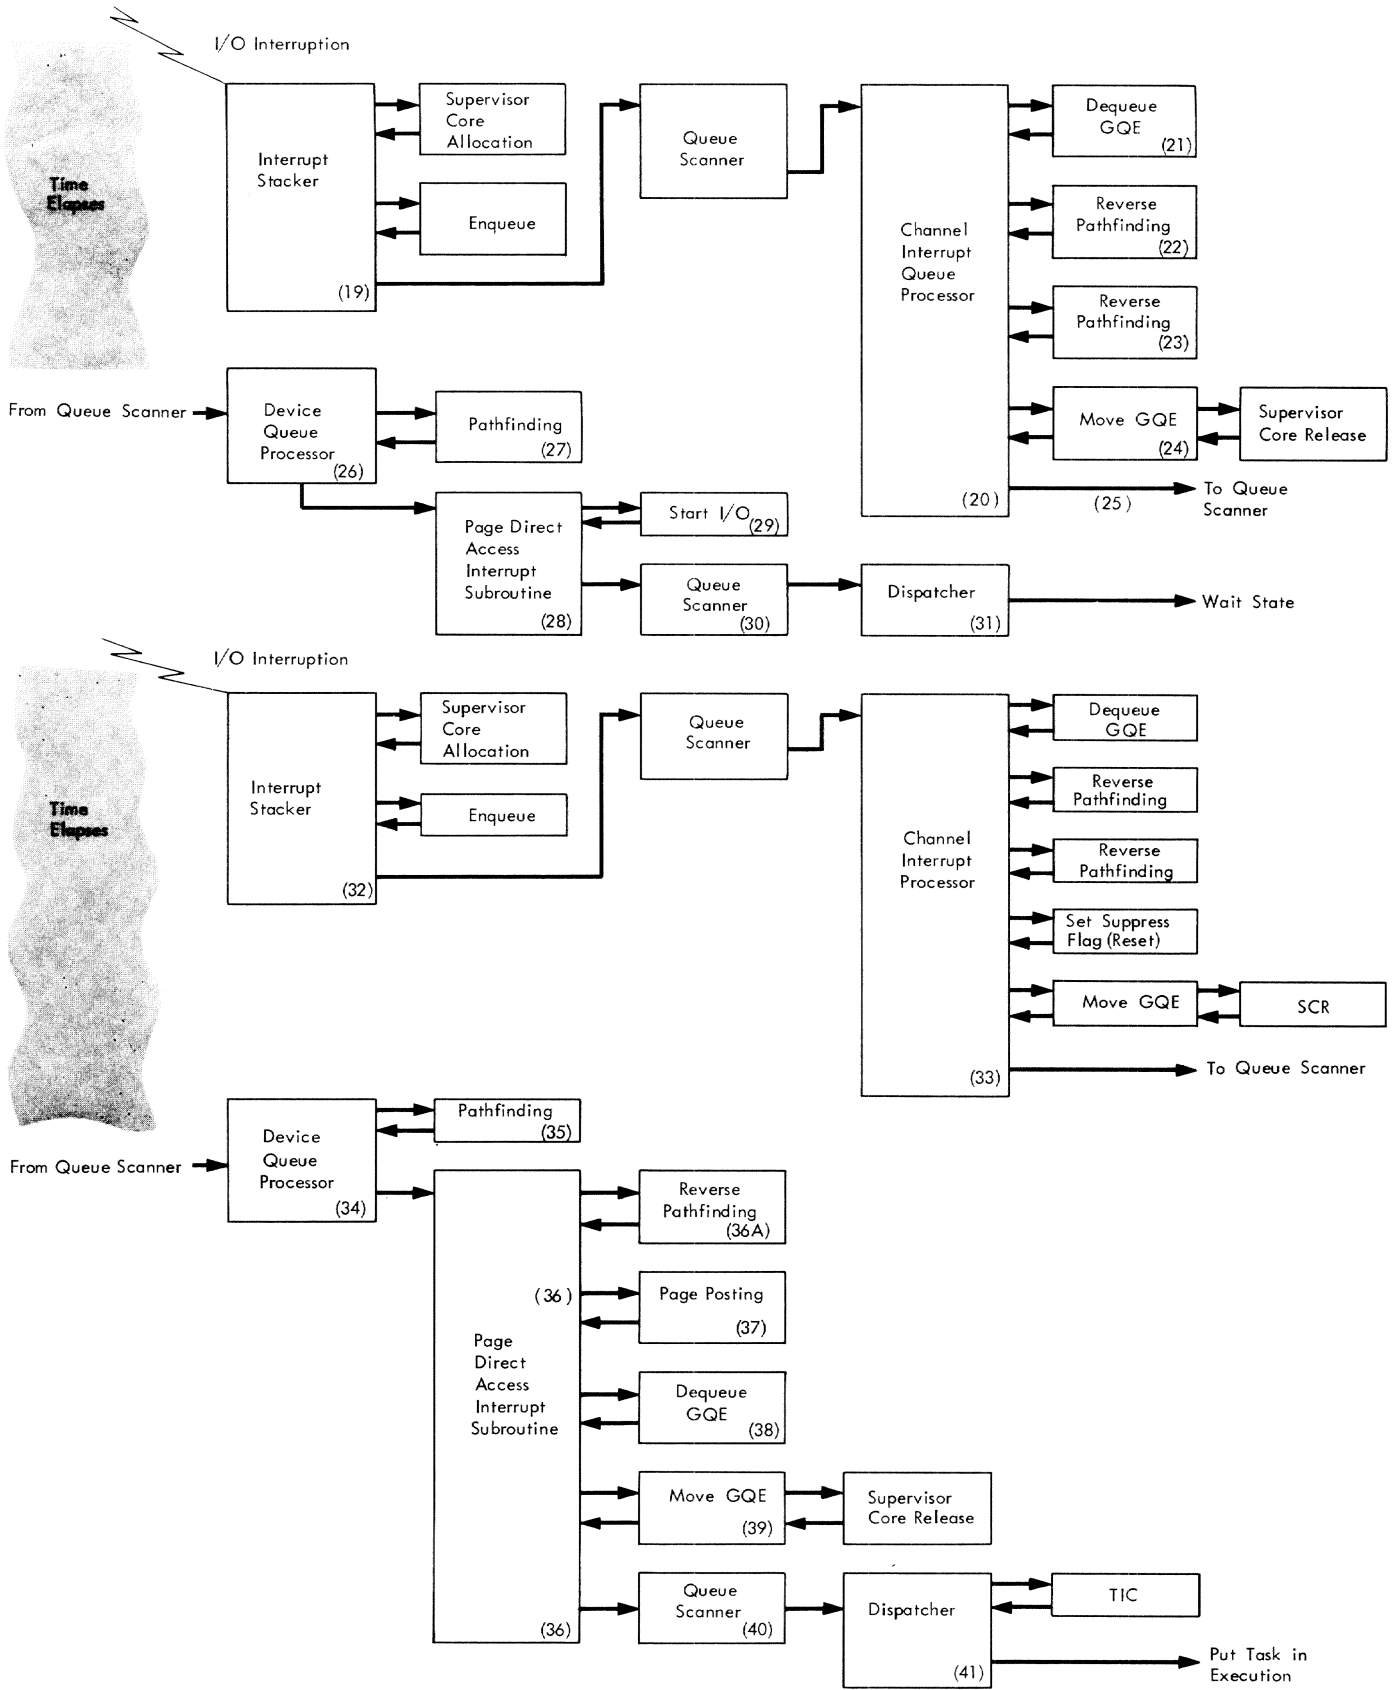 I/O Interruption
Time
Elapses
Interrupt
Stacker
(19)
Supervisor
Core
Allocation
Enqueue
Queue
Scanner
Channel
Interrupt
Queue
Processor
(20)
Dequeue
GQE
(21)
Reverse
Pathfinding
(22)
Reverse
Pathfinding
(23)
Move GQE
(24)
Supervisor
Core Release
(25)
To Queue
Scanner
From Queue Scanner
Device
Queue
Processor
(26)
Pathfinding
(27)
Page Direct
Access
Interrupt
Subroutine
(28)
Start I/O
(29)
Queue
Scanner
(30)
Dispatcher
(31)
Wait State
I/O Interruption
Time
Elapses
Interrupt
Stacker
(32)
Supervisor
Core
Allocation
Enqueue
Queue
Scanner
Channel
Interrupt
Processor
(33)
Dequeue
GQE
Reverse
Pathfinding
Reverse
Pathfinding
Set Suppress
Flag (Reset)
Move GQE
SCR
To Queue Scanner
From Queue Scanner
Device
Queue
Processor
(34)
Pathfinding
(35)
(36)
Page
Direct
Access
Interrupt
Subroutine
(36)
Reverse
Pathfinding
(36A)
Page Posting
(37)
Dequeue
GQE
(38)
Move GQE
(39)
Supervisor
Core Release
Queue
Scanner
(40)
Dispatcher
(41)
TIC
Put Task in
Execution